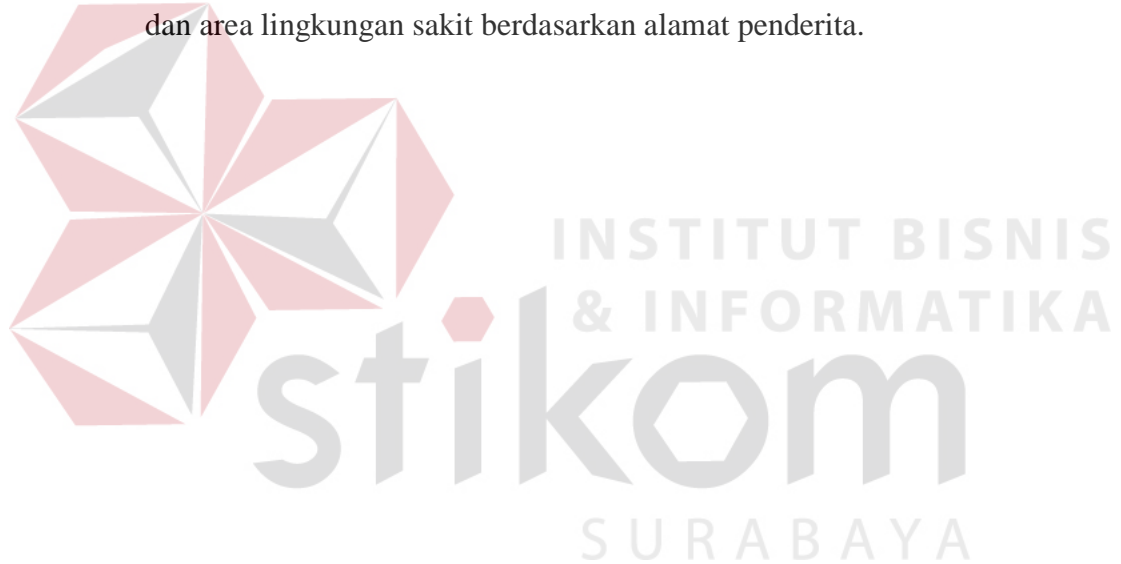 dan area lingkungan sakit berdasarkan alamat penderita.
INSTITUT BISNIS
& INFORMATIKA
stikom
SURABAYA